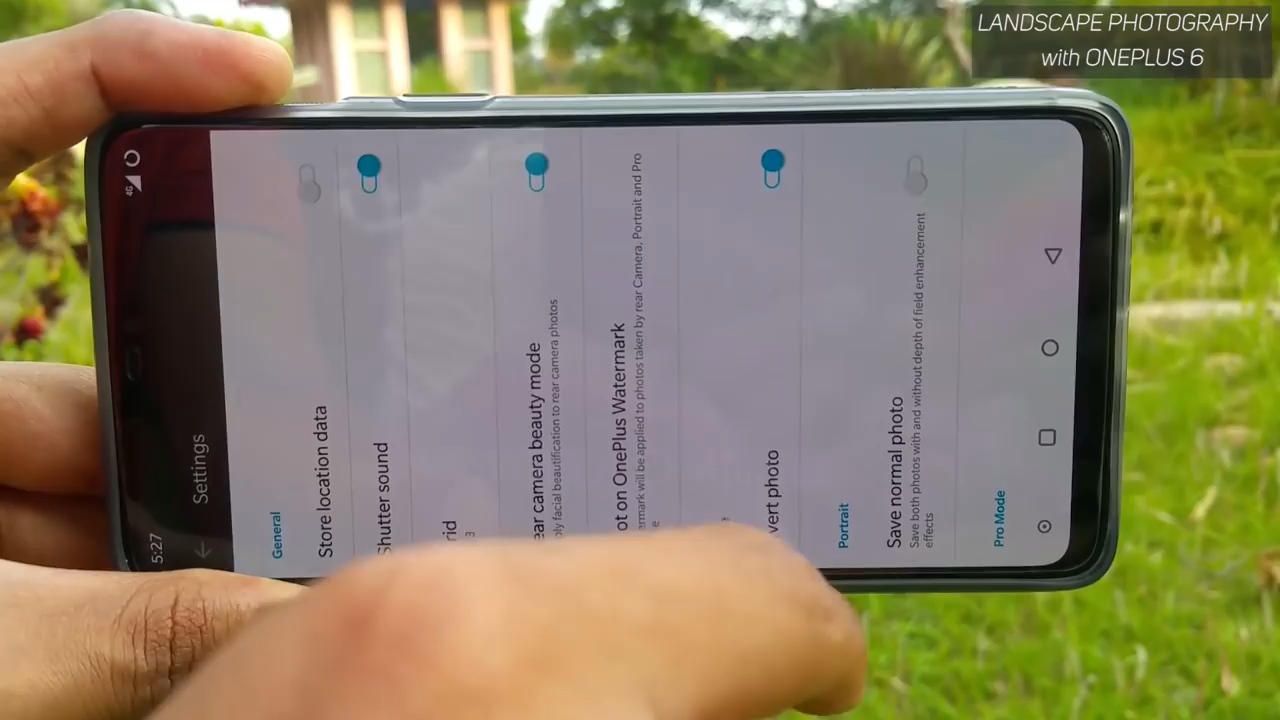 LANDSCAPE PHOTOGRAPHY
with ONEPLUS 6
5:27
4G
Settings
General
Store location data
Shutter sound
rid
3
ear camera beauty mode
ply facial beautification to rear camera photos
ot on OnePlus Watermark
ermark will be applied to photos taken by rear Camera, Portrait and Pro
e
vert photo
Portrait
Save normal photo
Save both photos with and without depth of field enhancement
effects
Pro Mode